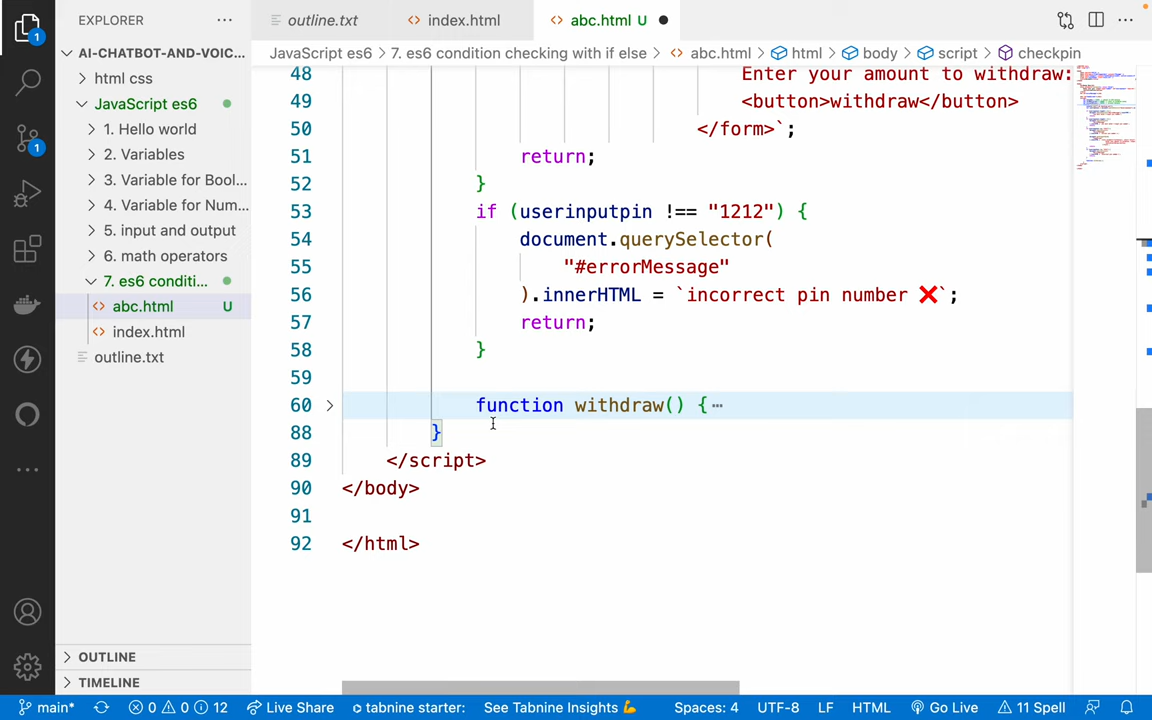 EXPLORER
outline.txt
index.html
abc.html U
AI-CHATBOT-AND-VOIC...
html css
JavaScript es6
1. Hello world
2. Variables
3. Variable for Bool...
4. Variable for Num...
5. input and output
6. math operators
7. es6 conditi...
abc.html U
index.html
outline.txt
OUTLINE
TIMELINE
1
1
JavaScript es6 > 7. es6 condition checking with if else > abc.html > html > body > script > checkpin
48 Enter your amount to withdraw:
49 <button>withdraw</button>
50 </form>`;
51 return;
52 }
53 if (userinputpin !== "1212") {
54 document.querySelector(
55 "#errorMessage"
56 ).innerHTML = `incorrect pin number ❌`;
57 return;
58 }
59
60 function withdraw() {⋯
88 }
89 </script>
90 </body>
91
92 </html>
main* 0 0 12 Live Share tabnine starter: See Tabnine Insights 💪 Spaces: 4 UTF-8 LF HTML Go Live 11 Spell